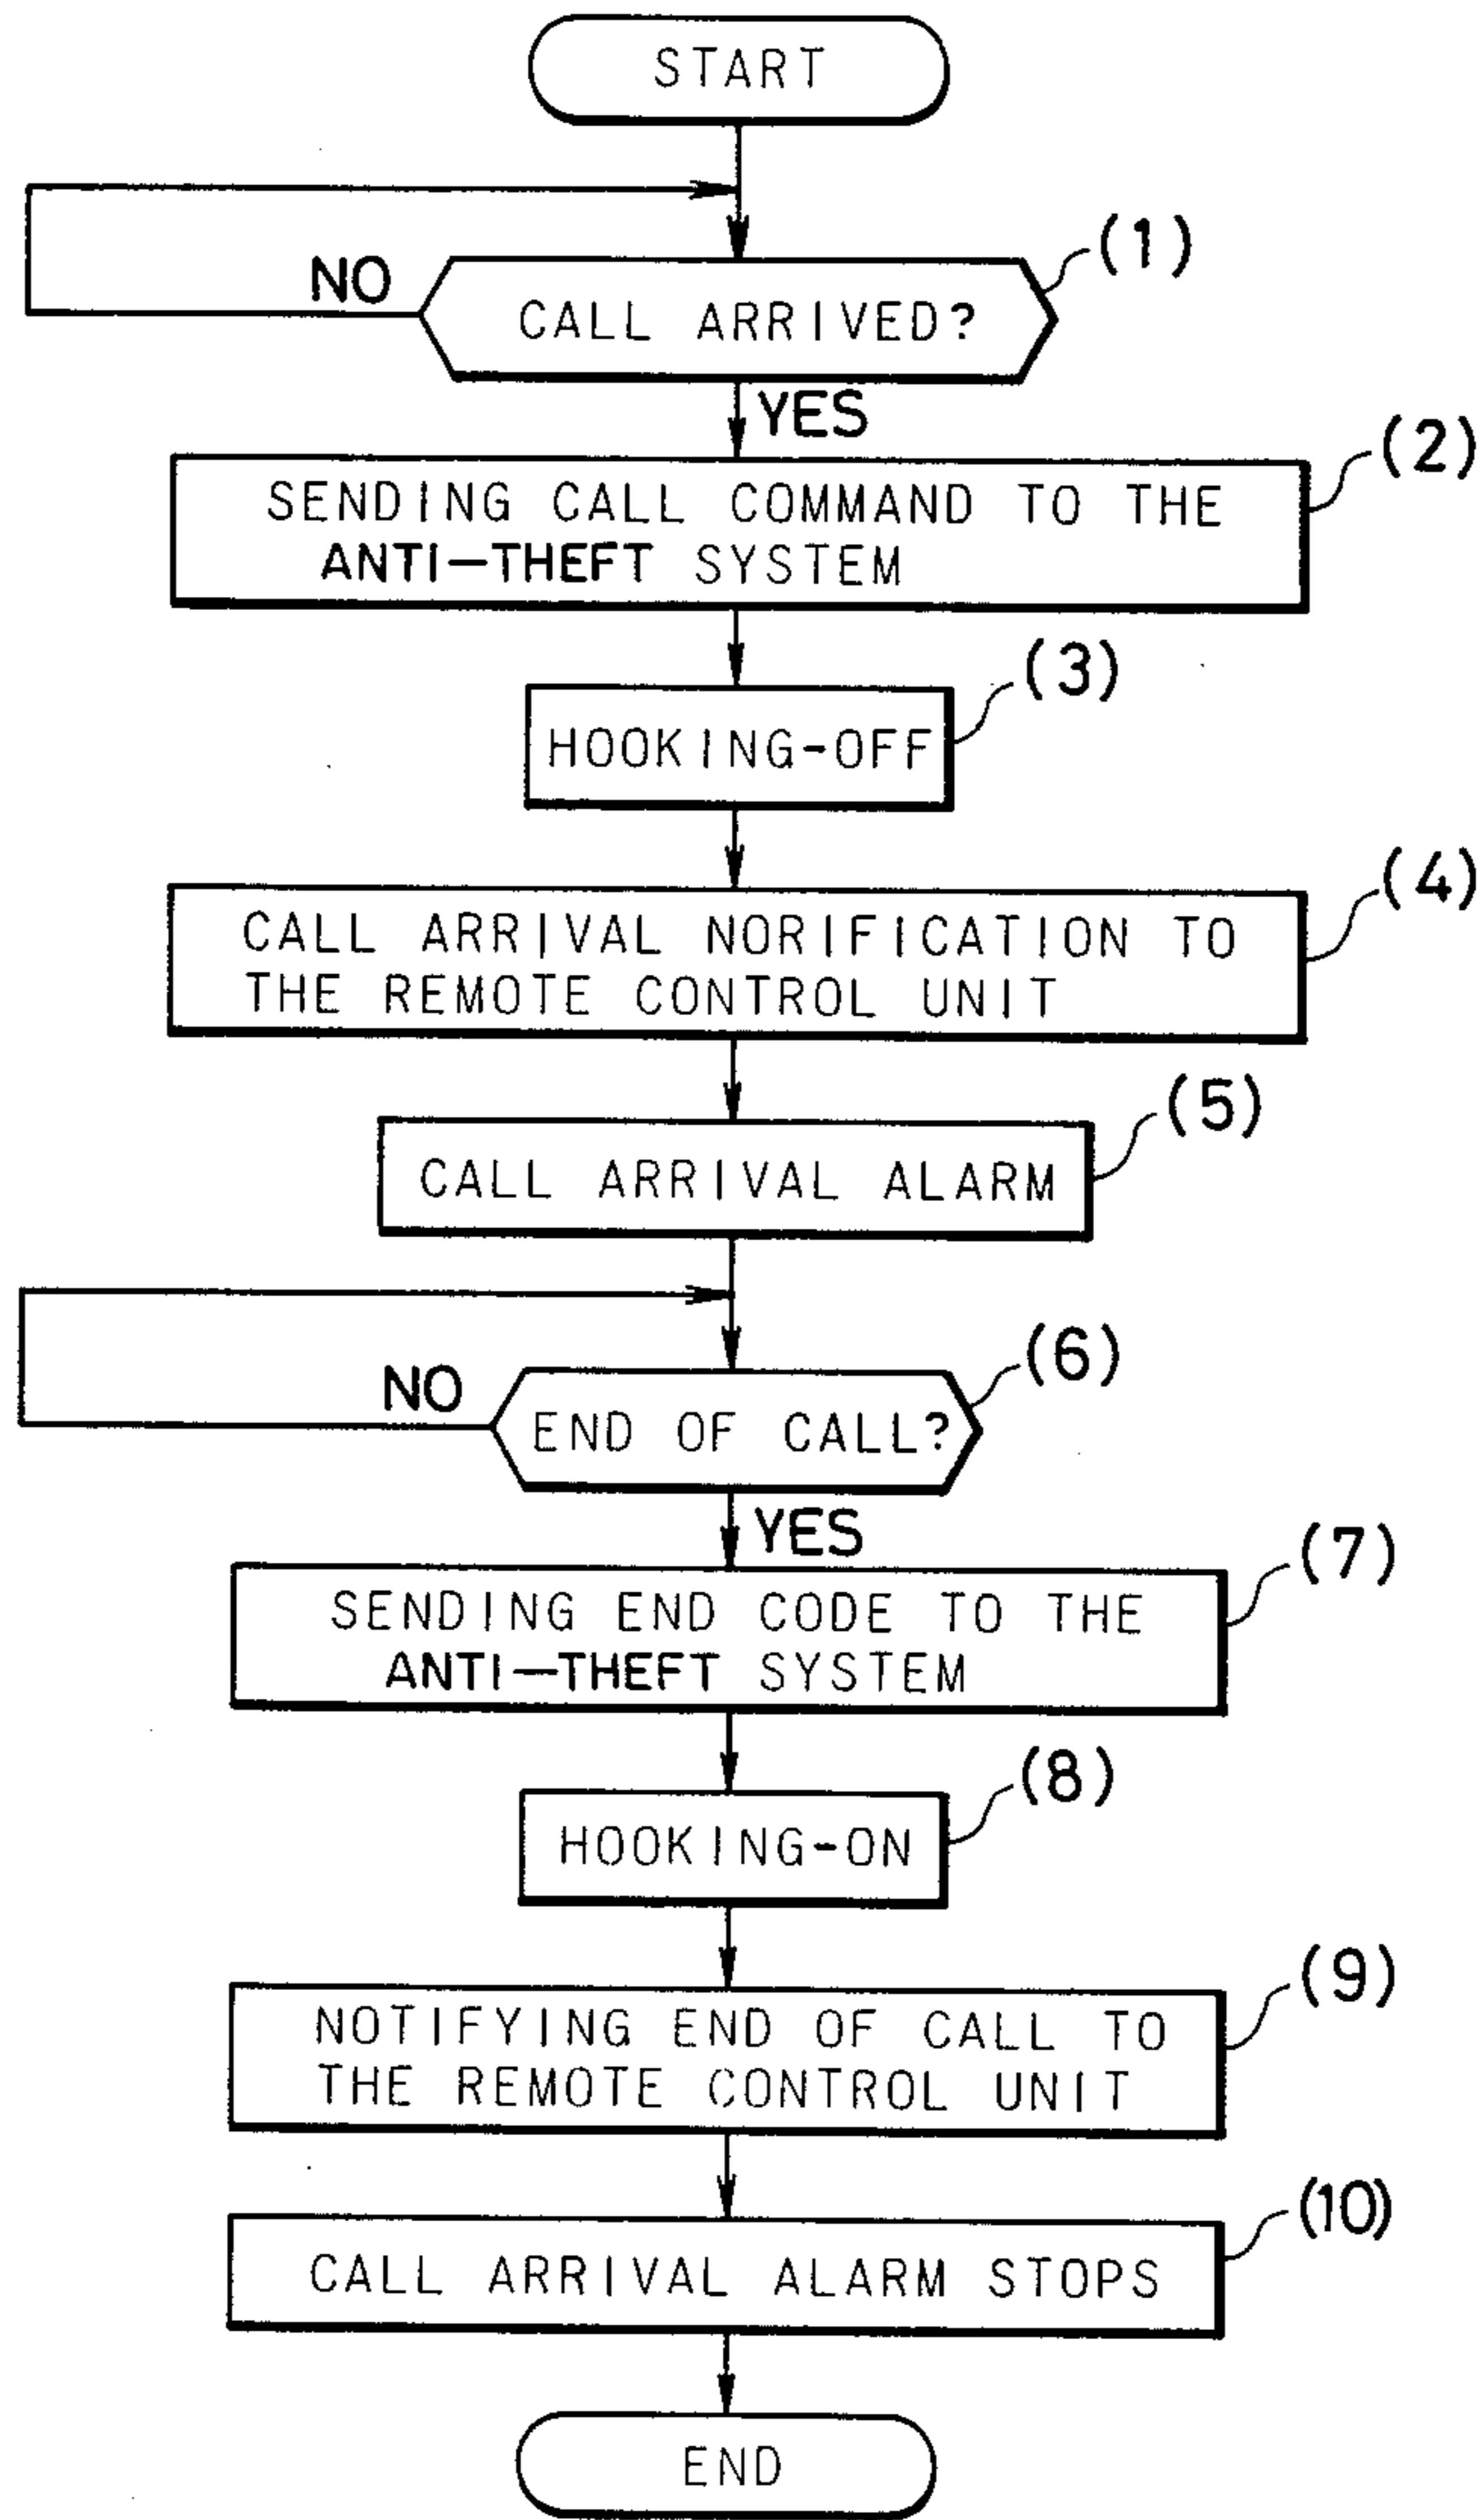 START
(1)
NO
CALL ARRIVED?
YES
(2)
SENDING CALL COMMAND TO THE
ANTI-THEFT SYSTEM
(3)
HOOKING-OFF
(4)
CALL ARRIVAL NORIFICATION TO
THE REMOTE CONTROL UNIT
(5)
CALL ARRIVAL ALARM
(6)
NO
END OF CALL?
YES
(7)
SENDING END CODE TO THE
ANTI-THEFT SYSTEM
(8)
HOOKING-ON
(9)
NOTIFYING END OF CALL TO
THE REMOTE CONTROL UNIT
(10)
CALL ARRIVAL ALARM STOPS
END